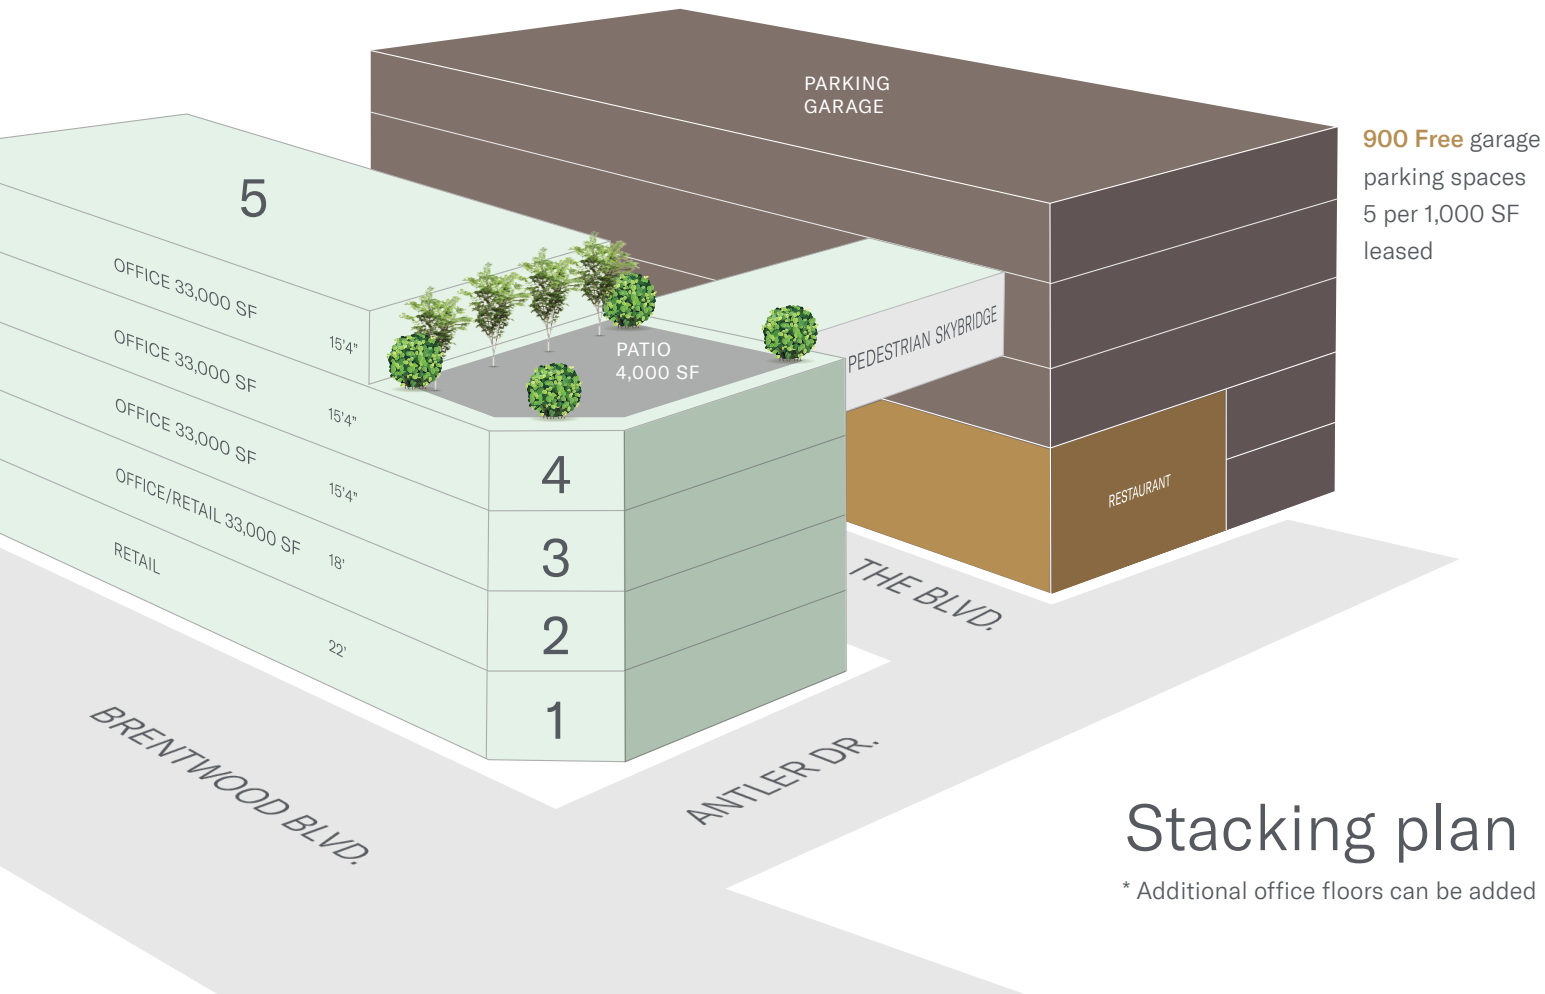 PARKING
GARAGE
900 Free garage
parking spaces
5 per 1,000 SF
leased
5
OFFICE 33,000 SF
15'4"
OFFICE 33,000 SF
15'4"
OFFICE 33,000 SF
15'4"
OFFICE/RETAIL 33,000 SF
18'
RETAIL
22'
PATIO
4,000 SF
PEDESTRIAN SKYBRIDGE
4
3
2
1
RESTAURANT
THE BLVD.
BRENTWOOD BLVD.
ANTLER DR.
Stacking plan
* Additional office floors can be added